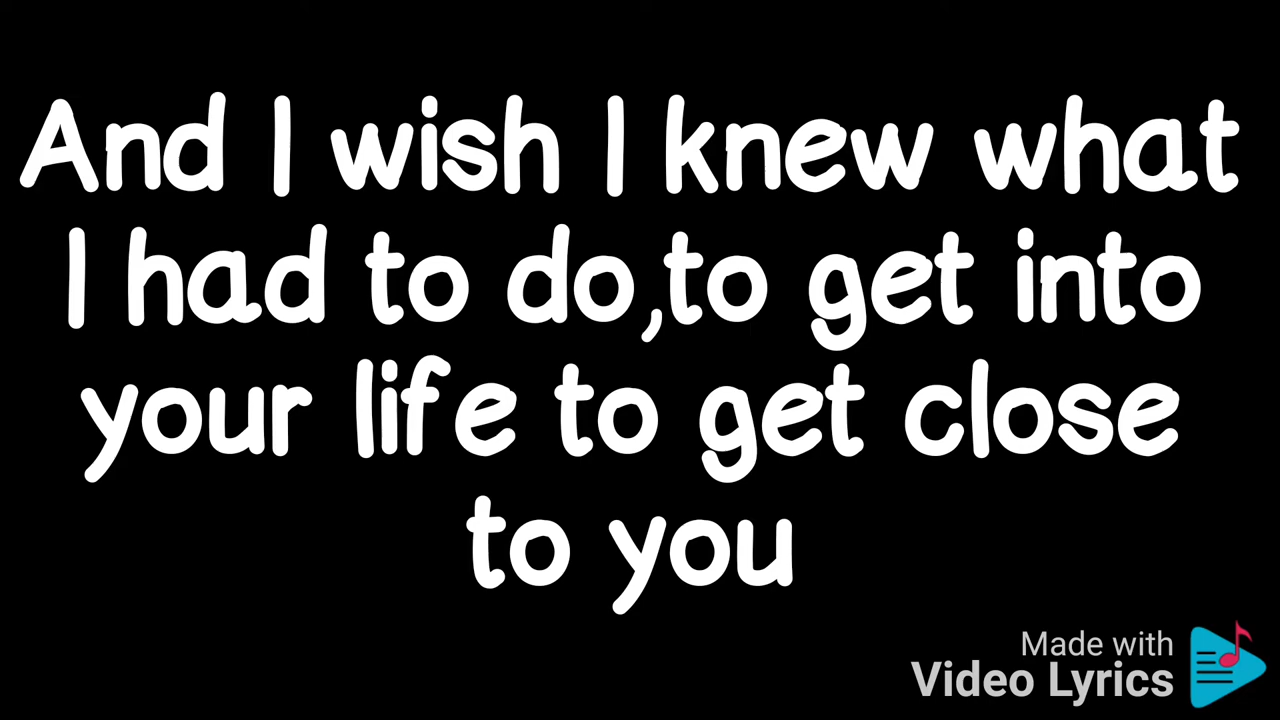 And I wish I knew what
I had to do,to get into
your life to get close
to you
Made with
Video Lyrics